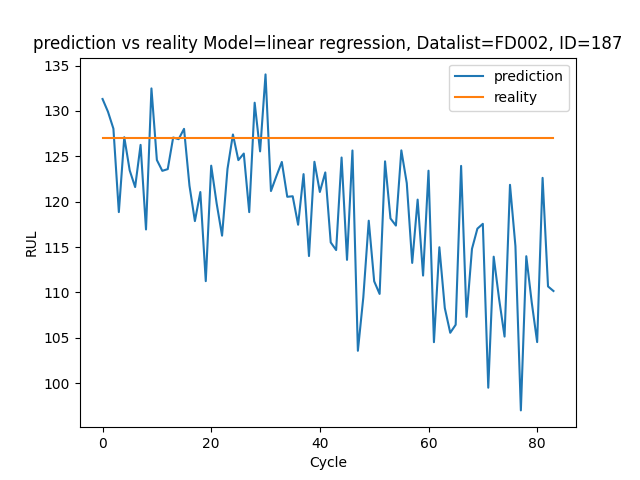 prediction vs reality Model=linear regression, Datalist=FD002, ID=187
prediction
reality
135
130
125
120
115
110
105
100
RUL
0 20 40 60 80
Cycle